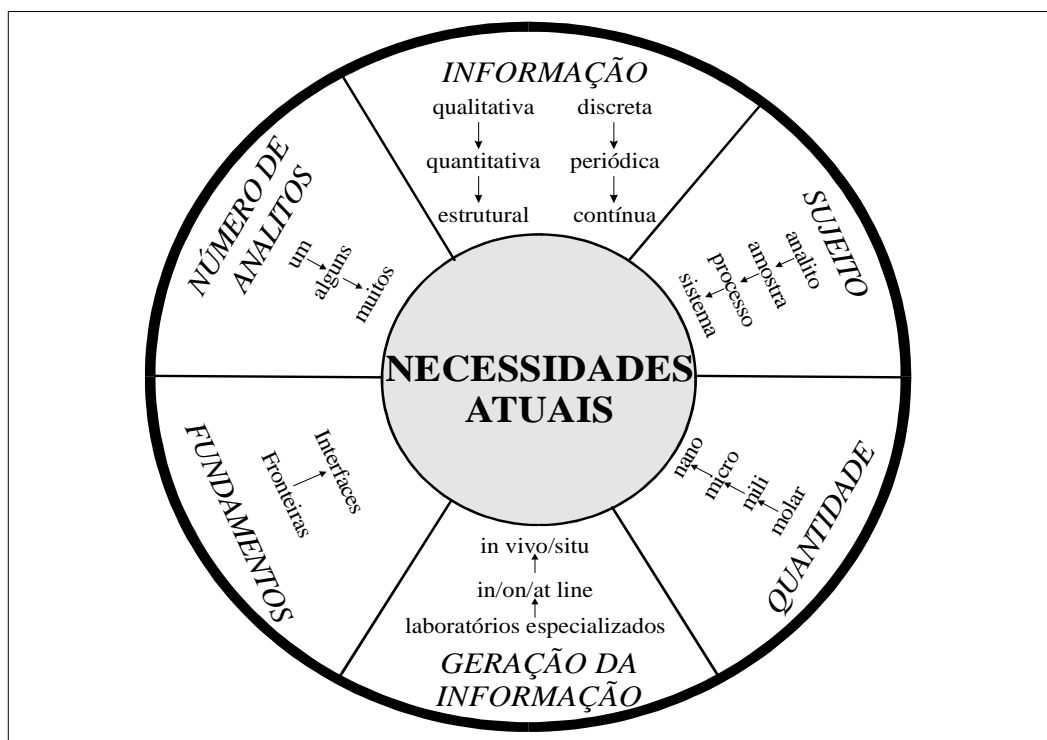 INFORMAÇÃO
qualitativa discreta
quantitativa periódica
estrutural contínua
SUJEITO
analito
amostra
processo
sistema
QUANTIDADE
molar
mili
micro
nano
in vivo/situ
in/on/at line
laboratórios especializados
GERAÇÃO DA
INFORMAÇÃO
FUNDAMENTOS
Fronteiras
Interfaces
NÚMERO DE
ANALITOS
um
alguns
muitos
NECESSIDADES
ATUAIS